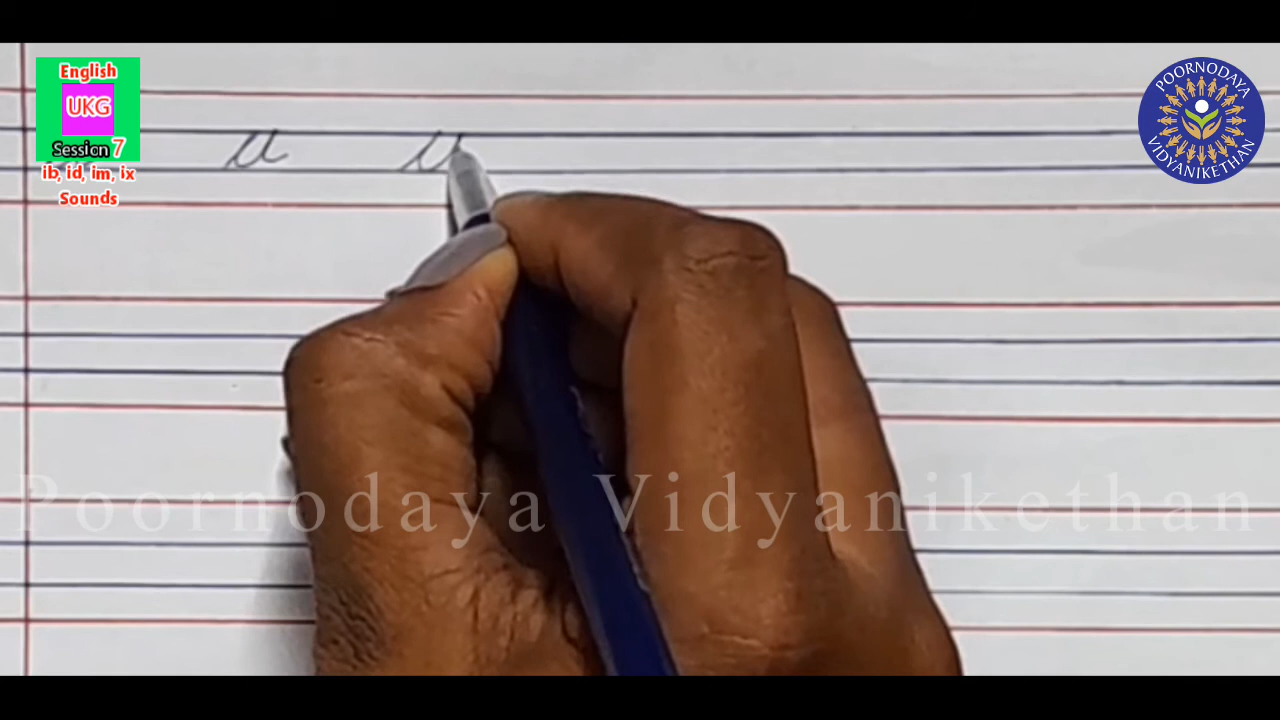 English
UKG
Session 7
ib, id, im, ix
Sounds
POORNODAYA
VIDYANIKETHAN
u u
Poornodaya Vidyanikethan